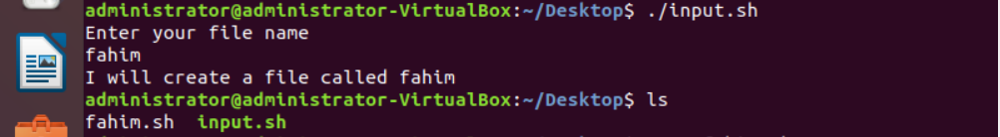 administrator@administrator-VirtualBox:~/Desktop$ ./input.sh
Enter your file name
fahim
I will create a file called fahim
administrator@administrator-VirtualBox:~/Desktop$ ls
fahim.sh  input.sh